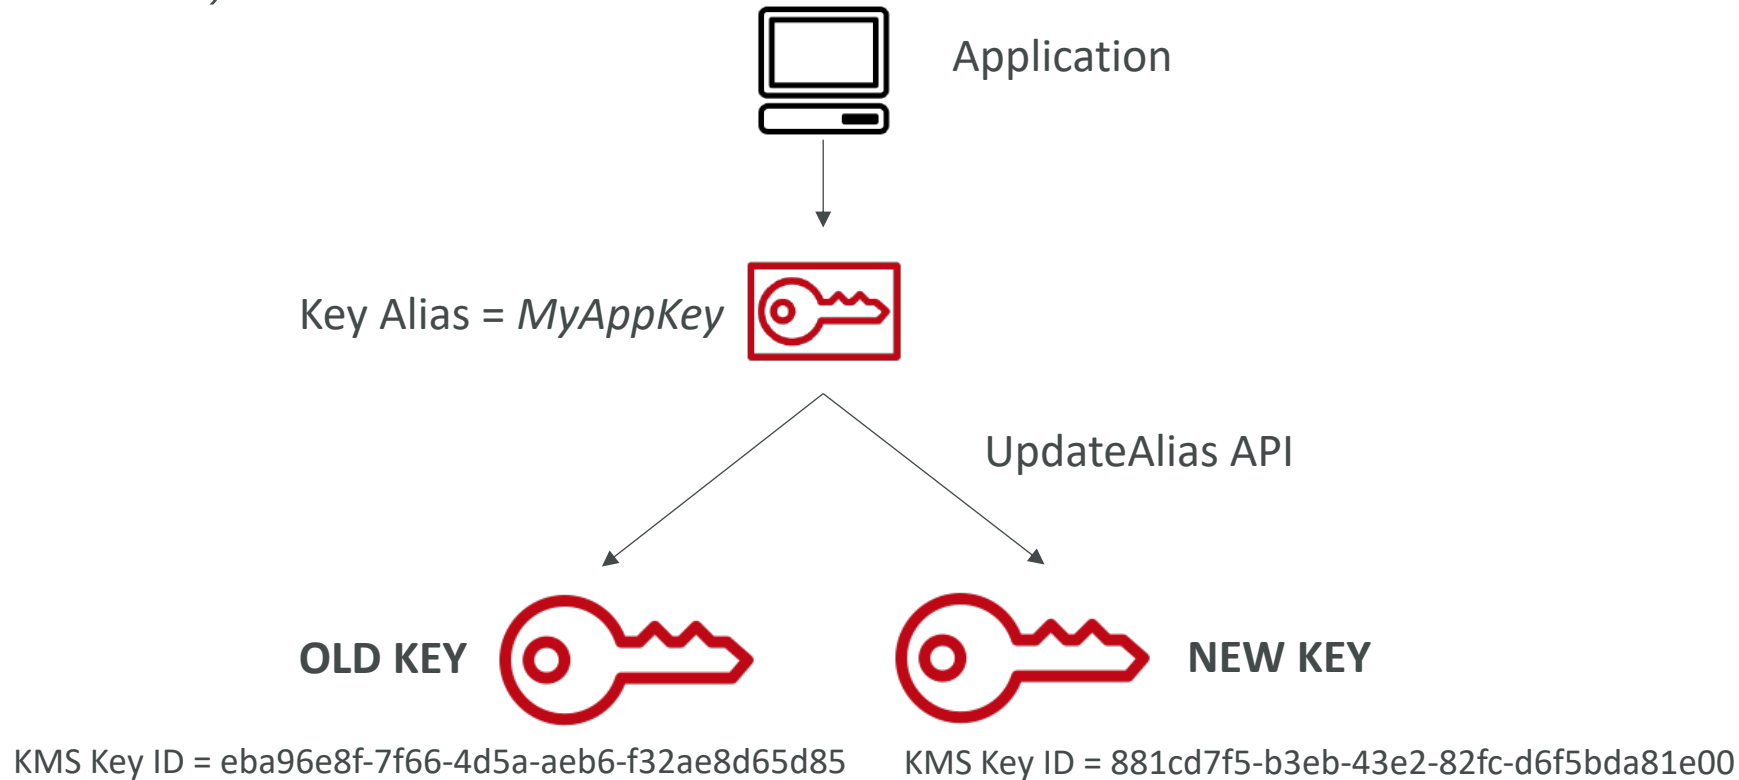 Application
Key Alias = MyAppKey
UpdateAlias API
OLD KEY
NEW KEY
KMS Key ID = eba96e8f-7f66-4d5a-aeb6-f32ae8d65d85
KMS Key ID = 881cd7f5-b3eb-43e2-82fc-d6f5bda81e00